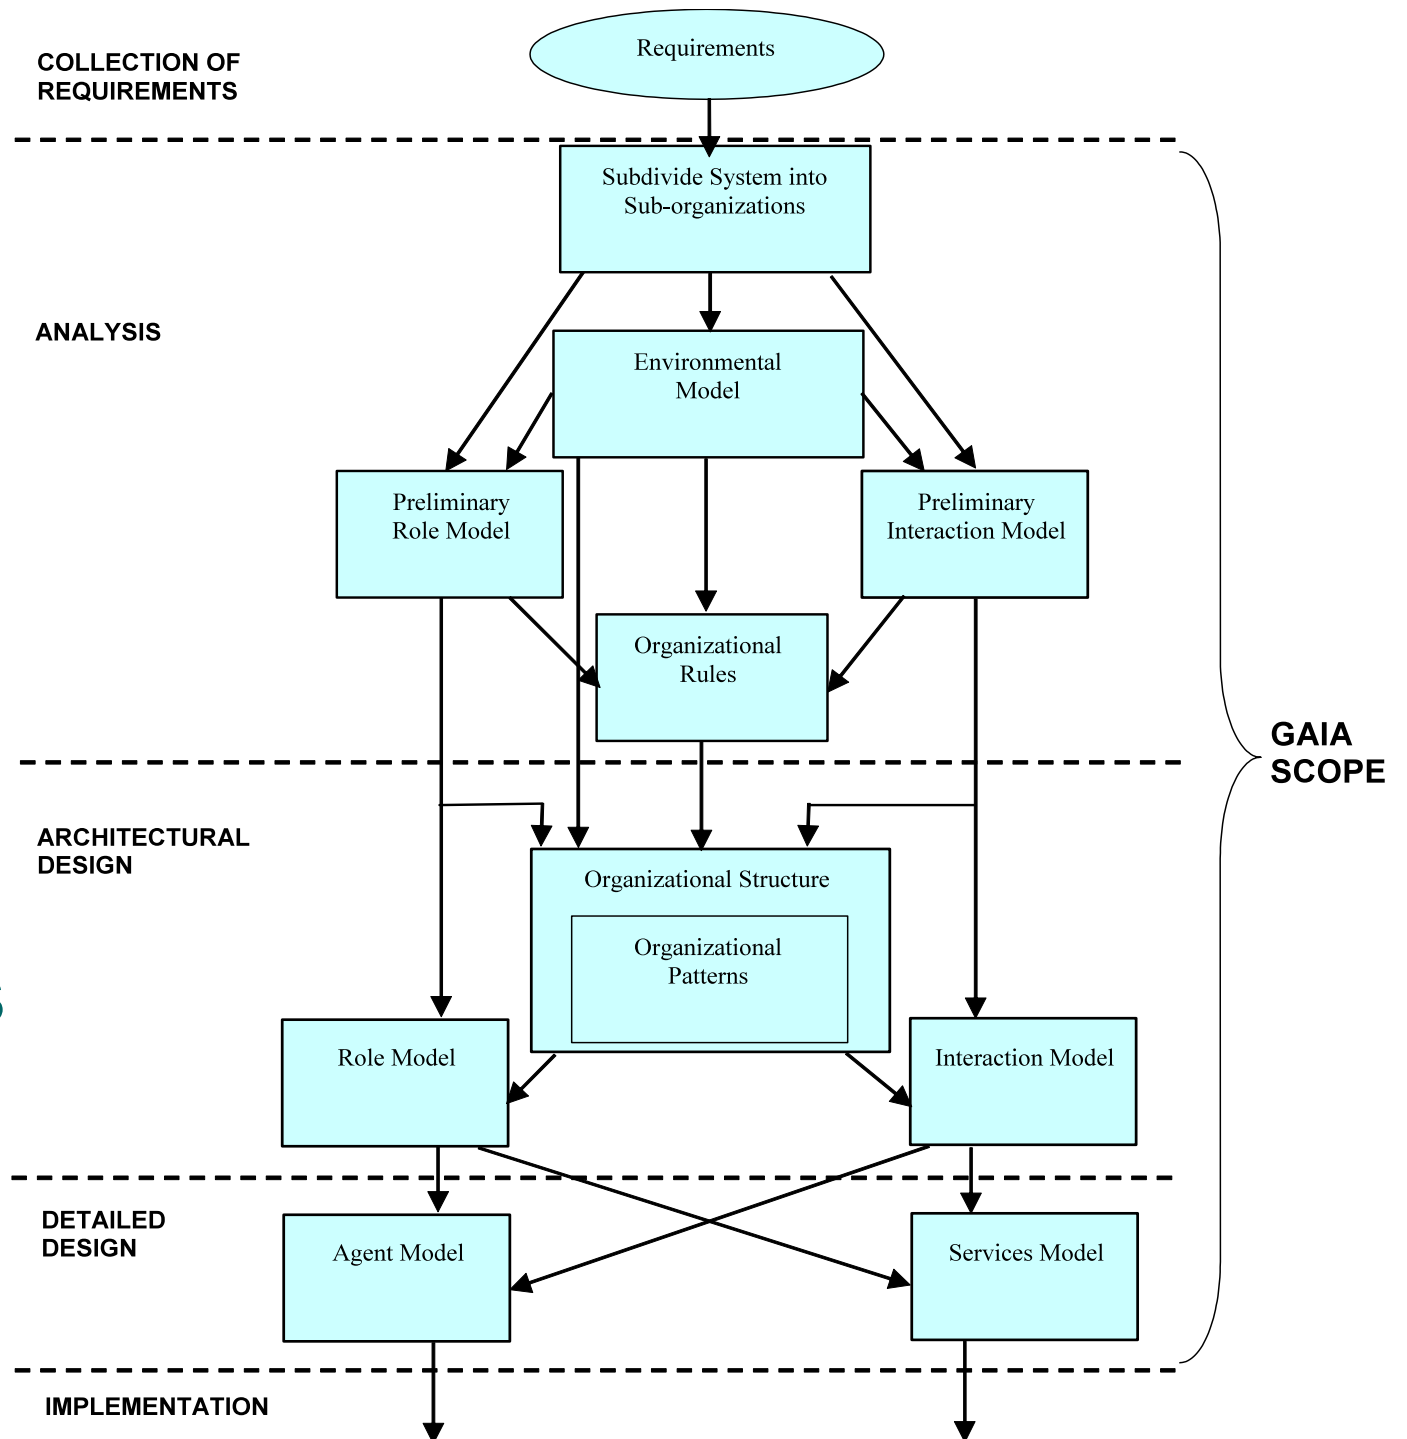 Requirements
COLLECTION OF
REQUIREMENTS
Subdivide System into
Sub-organizations
ANALYSIS
Environmental
Model
Preliminary
Role Model
Preliminary
Interaction Model
Organizational
Rules
GAIA
SCOPE
ARCHITECTURAL
DESIGN
Organizational Structure
Organizational
Patterns
Role Model
Interaction Model
DETAILED
DESIGN
Agent Model
Services Model
IMPLEMENTATION